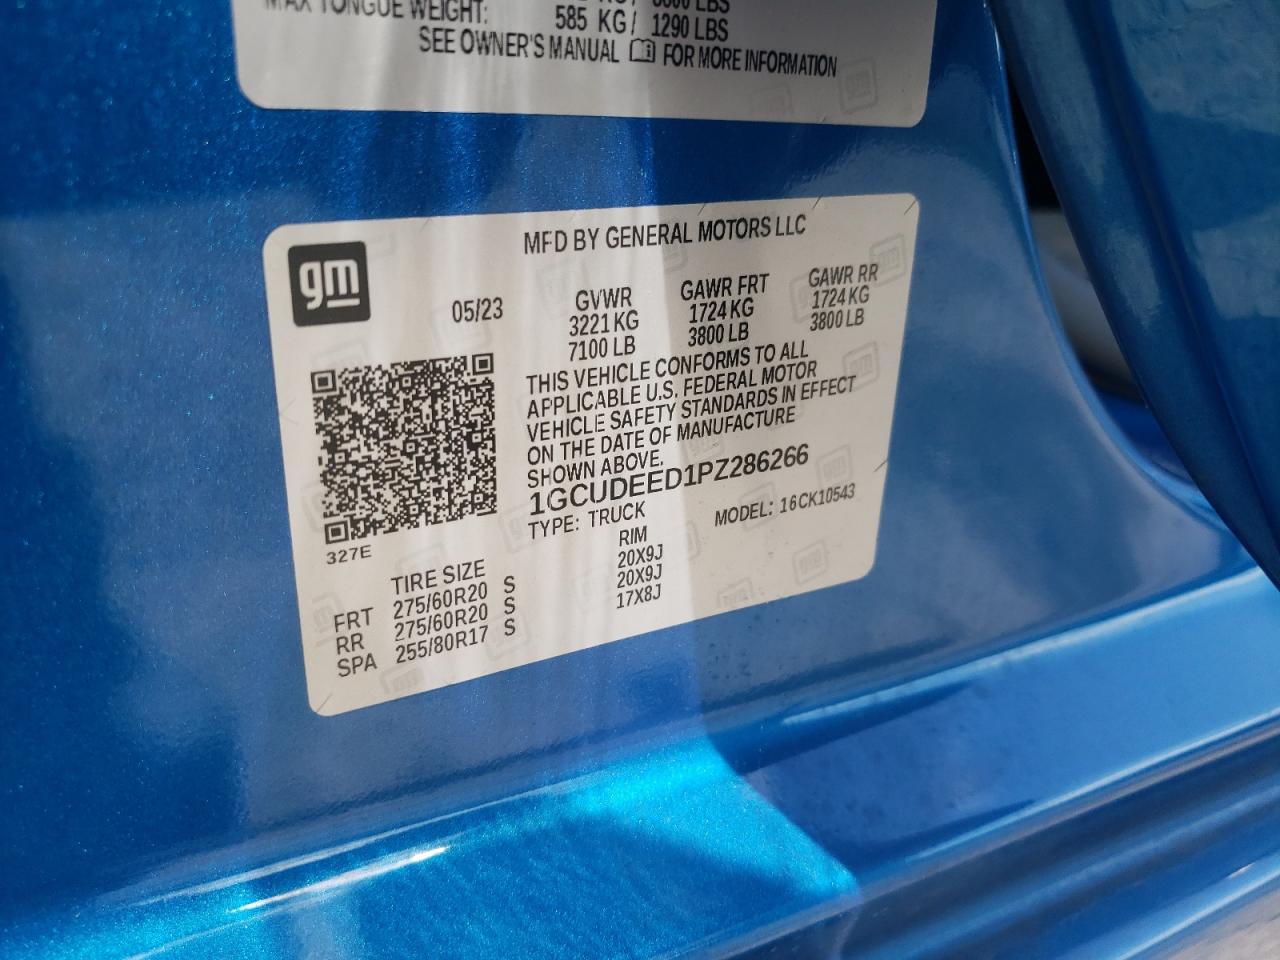 MAX TONGUE WEIGHT: 585 KG/ 1290 LBS
SEE OWNER'S MANUAL FOR MORE INFORMATION
gm
MFD BY GENERAL MOTORS LLC
05/23
GVWR GAWR FRT GAWR RR
3221 KG 1724 KG 1724 KG
7100 LB 3800 LB 3800 LB
THIS VEHICLE CONFORMS TO ALL
APPLICABLE U.S. FEDERAL MOTOR
VEHICLE SAFETY STANDARDS IN EFFECT
ON THE DATE OF MANUFACTURE
SHOWN ABOVE.
1GCUDEED1PZ286266
TYPE: TRUCK MODEL: 16CK10543
327E
TIRE SIZE RIM
FRT 275/60R20 S 20X9J
RR 275/60R20 S 20X9J
SPA 255/80R17 S 17X8J